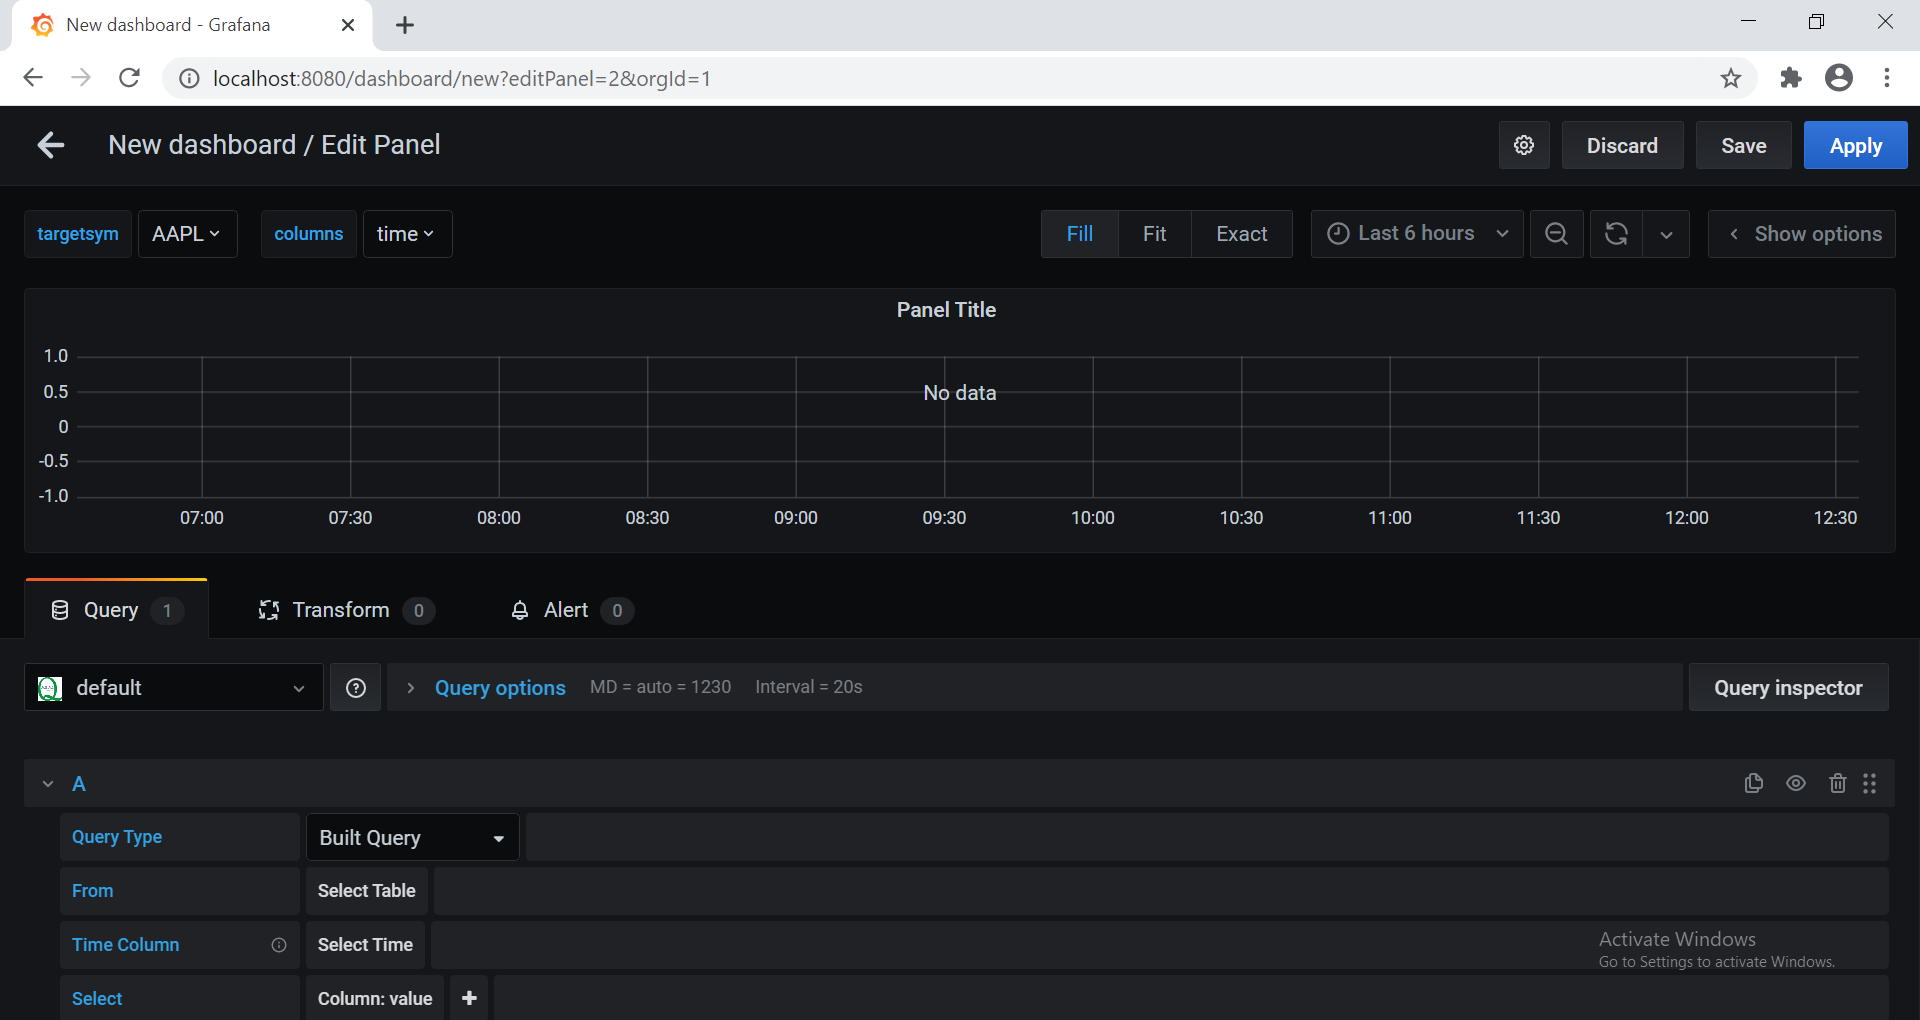 New dashboard - Grafana
localhost:8080/dashboard/new?editPanel=2&orgId=1
New dashboard / Edit Panel
Discard
Save
Apply
targetsym AAPL columns time
Fill Fit Exact Last 6 hours Show options
Panel Title
1.0
0.5
0
-0.5
-1.0
No data
07:00 07:30 08:00 08:30 09:00 09:30 10:00 10:30 11:00 11:30 12:00 12:30
Query 1 Transform 0 Alert 0
default
Query options MD = auto = 1230 Interval = 20s
Query inspector
A
Query Type Built Query
From Select Table
Time Column Select Time
Activate Windows
Go to Settings to activate Windows.
Select Column: value +